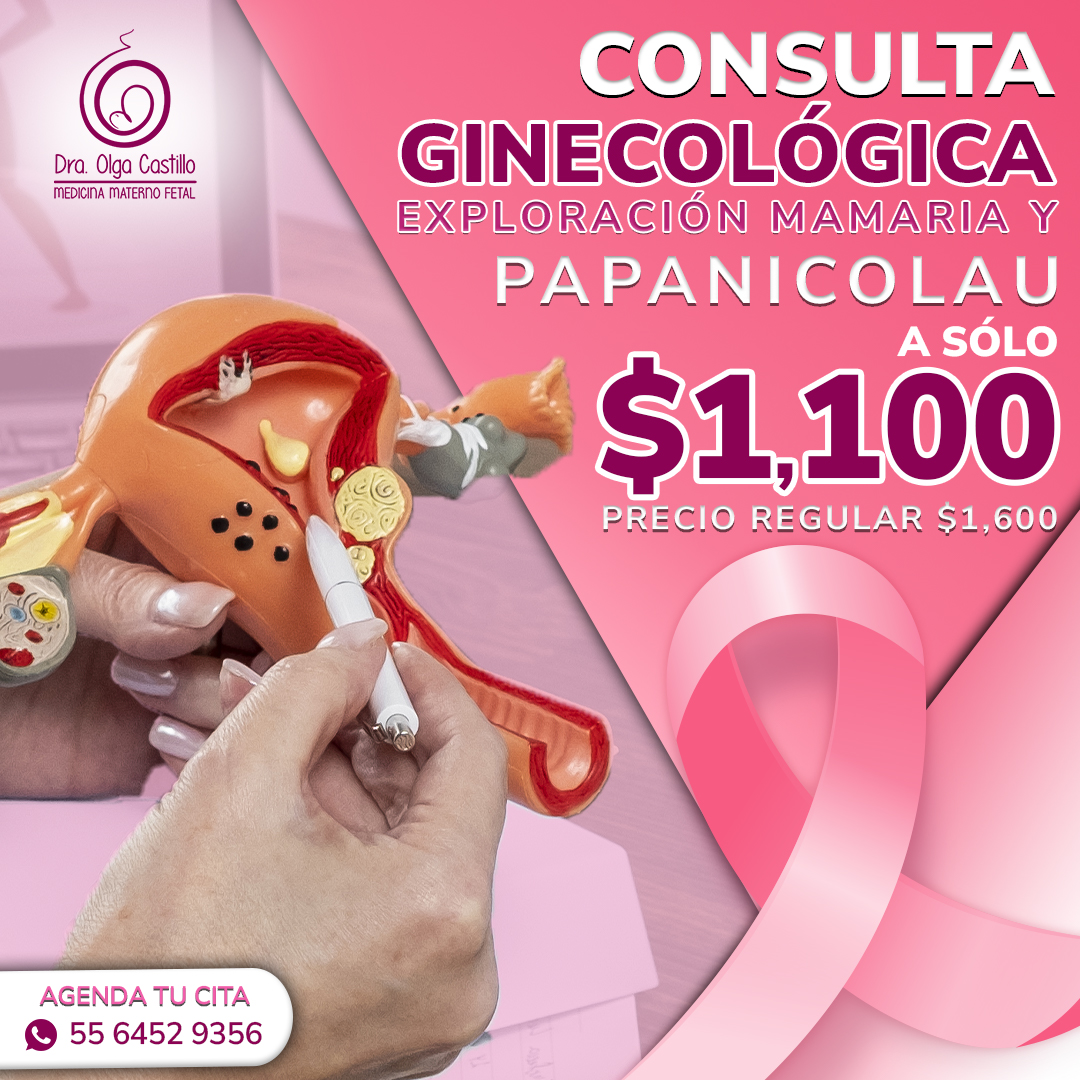 Dra. Olga Castillo
MEDICINA MATERNO FETAL
CONSULTA
GINECOLÓGICA
EXPLORACIÓN MAMARIA Y
PAPANICOLAU
A SÓLO
$1,100
PRECIO REGULAR $1,600
AGENDA TU CITA
55 6452 9356